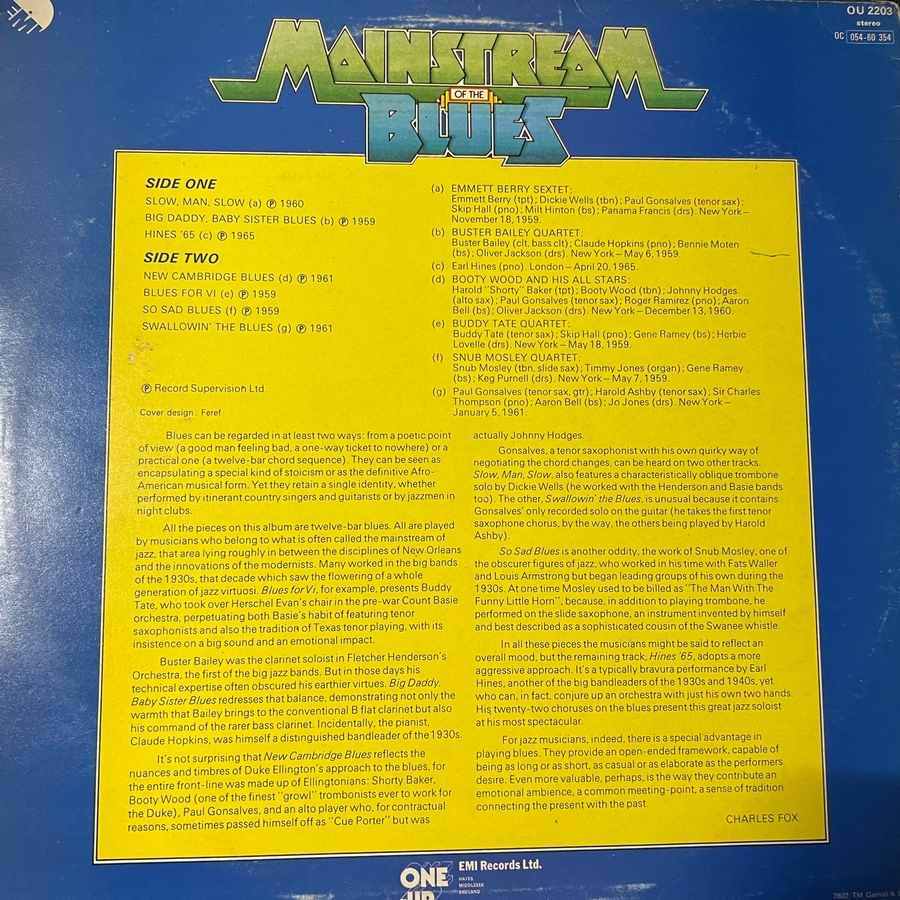 EMI
OU 2203
stereo
OC 054-60 354
MAINSTREAM
OF THE
BLUES
SIDE ONE
SLOW, MAN, SLOW (a) Ⓟ 1960
BIG DADDY, BABY SISTER BLUES (b) Ⓟ 1959
HINES '65 (c) Ⓟ 1965
SIDE TWO
NEW CAMBRIDGE BLUES (d) Ⓟ 1961
BLUES FOR VI (e) Ⓟ 1959
SO SAD BLUES (f) Ⓟ 1959
SWALLOWIN' THE BLUES (g) Ⓟ 1961
Ⓟ Record Supervision Ltd.
Cover design : Feref
(a) EMMETT BERRY SEXTET:
Emmett Berry (tpt); Dickie Wells (tbn); Paul Gonsalves (tenor sax);
Skip Hall (pno); Milt Hinton (bs); Panama Francis (drs). New York –
November 18, 1959.
(b) BUSTER BAILEY QUARTET:
Buster Bailey (clt, bass clt); Claude Hopkins (pno); Bennie Moten
(bs); Oliver Jackson (drs). New York – May 6, 1959.
(c) Earl Hines (pno). London – April 20, 1965.
(d) BOOTY WOOD AND HIS ALL STARS:
Harold "Shorty" Baker (tpt); Booty Wood (tbn); Johnny Hodges
(alto sax); Paul Gonsalves (tenor sax); Roger Ramirez (pno); Aaron
Bell (bs); Oliver Jackson (drs). New York – December 13, 1960.
(e) BUDDY TATE QUARTET:
Buddy Tate (tenor sax); Skip Hall (pno); Gene Ramey (bs); Herbie
Lovelle (drs). New York – May 18, 1959.
(f) SNUB MOSLEY QUARTET:
Snub Mosley (tbn, slide sax); Timmy Jones (organ); Gene Ramey
(bs); Keg Purnell (drs). New York – May 7, 1959.
(g) Paul Gonsalves (tenor sax, gtr); Harold Ashby (tenor sax); Sir Charles
Thompson (pno); Aaron Bell (bs); Jo Jones (drs). New York –
January 5, 1961.
Blues can be regarded in at least two ways: from a poetic point
of view (a good man feeling bad, a one-way ticket to nowhere) or a
practical one (a twelve-bar chord sequence). They can be seen as
encapsulating a special kind of stoicism or as the definitive Afro-
American musical form. Yet they retain a single identity, whether
performed by itinerant country singers and guitarists or by jazzmen in
night clubs.
All the pieces on this album are twelve-bar blues. All are played
by musicians who belong to what is often called the mainstream of
jazz, that area lying roughly in between the disciplines of New Orleans
and the innovations of the modernists. Many worked in the big bands
of the 1930s, that decade which saw the flowering of a whole
generation of jazz virtuosi. Blues for Vi, for example, presents Buddy
Tate, who took over Herschel Evan's chair in the pre-war Count Basie
orchestra, perpetuating both Basie's habit of featuring tenor
saxophonists and also the tradition of Texas tenor playing, with its
insistence on a big sound and an emotional impact.
Buster Bailey was the clarinet soloist in Fletcher Henderson's
Orchestra, the first of the big jazz bands. But in those days his
technical expertise often obscured his earthier virtues. Big Daddy,
Baby Sister Blues redresses that balance, demonstrating not only the
warmth that Bailey brings to the conventional B flat clarinet but also
his command of the rarer bass clarinet. Incidentally, the pianist,
Claude Hopkins, was himself a distinguished bandleader of the 1930s.
It's not surprising that New Cambridge Blues reflects the
nuances and timbres of Duke Ellington's approach to the blues, for
the entire front-line was made up of Ellingtonians: Shorty Baker,
Booty Wood (one of the finest "growl" trombonists ever to work for
the Duke), Paul Gonsalves, and an alto player who, for contractual
reasons, sometimes passed himself off as "Cue Porter" but was
actually Johnny Hodges.
Gonsalves, a tenor saxophonist with his own quirky way of
negotiating the chord changes, can be heard on two other tracks.
Slow, Man, Slow, also features a characteristically oblique trombone
solo by Dickie Wells (he worked with the Henderson and Basie bands
too). The other, Swallowin' the Blues, is unusual because it contains
Gonsalves' only recorded solo on the guitar (he takes the first tenor
saxophone chorus, by the way, the others being played by Harold
Ashby).
So Sad Blues is another oddity, the work of Snub Mosley, one of
the obscurer figures of jazz, who worked in his time with Fats Waller
and Louis Armstrong but began leading groups of his own during the
1930s. At one time Mosley used to be billed as "The Man With The
Funny Little Horn", because, in addition to playing trombone, he
performed on the slide saxophone, an instrument invented by himself
and best described as a sophisticated cousin of the Swanee whistle.
In all these pieces the musicians might be said to reflect an
overall mood, but the remaining track, Hines '65, adopts a more
aggressive approach. It's a typically bravura performance by Earl
Hines, another of the big bandleaders of the 1930s and 1940s, yet
who can, in fact, conjure up an orchestra with just his own two hands.
His twenty-two choruses on the blues present this great jazz soloist
at his most spectacular.
For jazz musicians, indeed, there is a special advantage in
playing blues. They provide an open-ended framework, capable of
being as long or as short, as casual or as elaborate as the performers
desire. Even more valuable, perhaps, is the way they contribute an
emotional ambience, a common meeting-point, a sense of tradition
connecting the present with the past.
CHARLES FOX
ONE UP
EMI Records Ltd.
HAYES
MIDDLESEX
ENGLAND